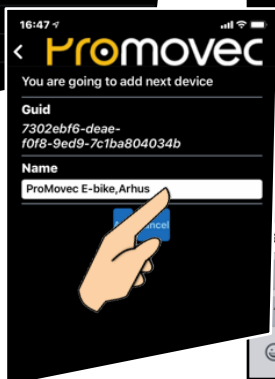 16:47
Promovec
You are going to add next device
Guid
7302ebf6-deae-
f0f8-9ed9-7c1ba804034b
Name
ProMovec E-bike,Arhus